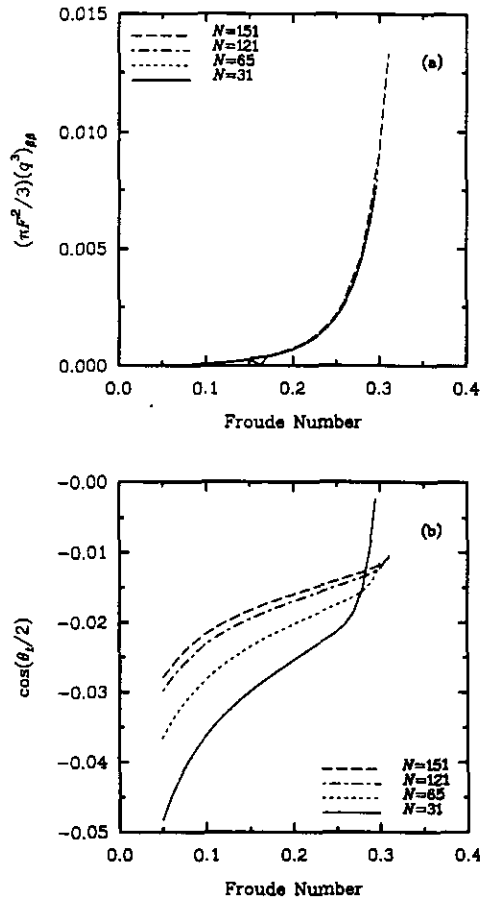 0.015
N=151
N=121
N=65
N=31
(a)
0.010
(πF²/3)(q³)ββ
0.005
0.000
0.0 0.1 0.2 0.3 0.4
Froude Number
-0.00
(b)
-0.01
-0.02
cos(θt/2)
-0.03
-0.04
N=151
N=121
N=65
N=31
-0.05
0.0 0.1 0.2 0.3 0.4
Froude Number